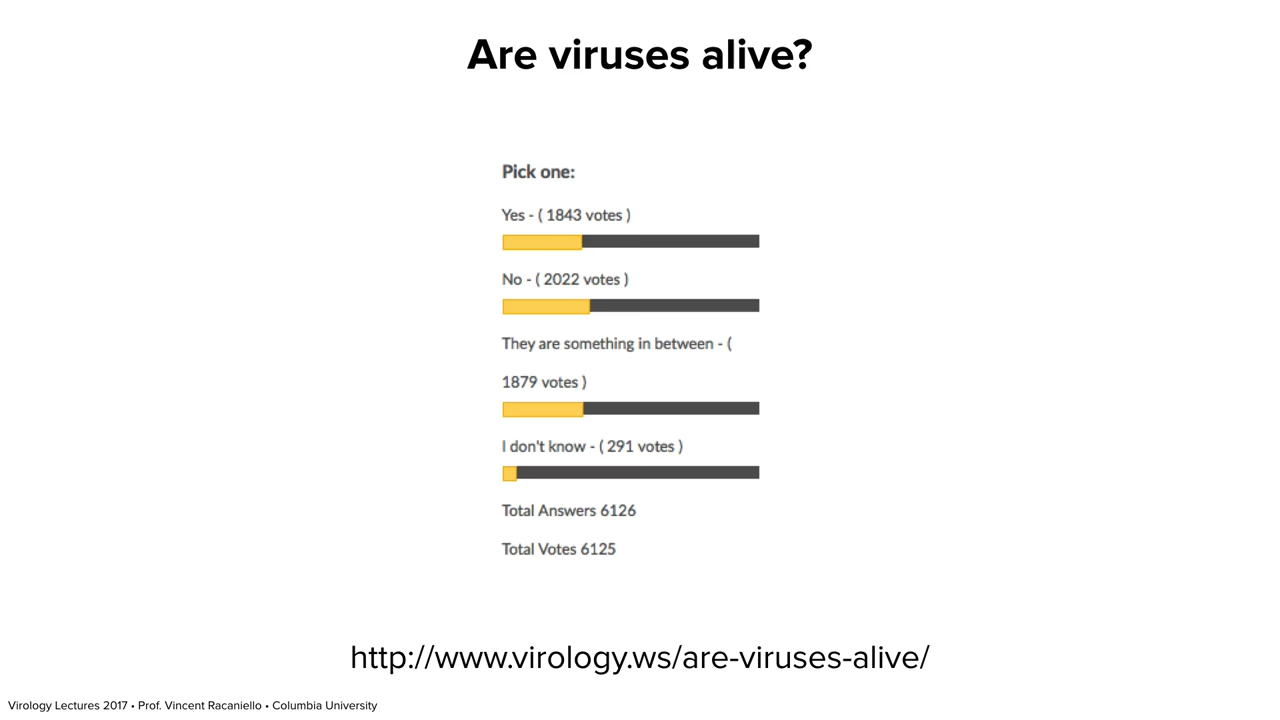 Are viruses alive?
Pick one:
Yes - ( 1843 votes )
No - ( 2022 votes )
They are something in between - (
1879 votes )
I don't know - ( 291 votes )
Total Answers 6126
Total Votes 6125
http://www.virology.ws/are-viruses-alive/
Virology Lectures 2017 • Prof. Vincent Racaniello • Columbia University